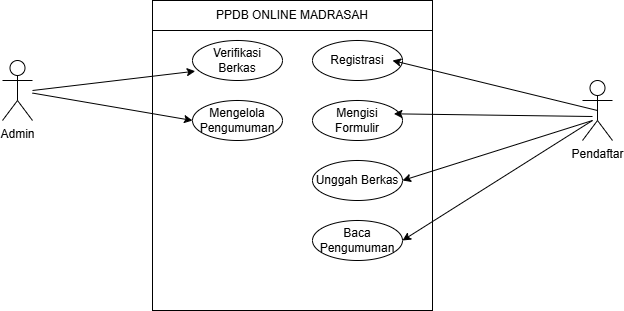 PPDB ONLINE MADRASAH
Verifikasi
Berkas
Registrasi
Mengelola
Pengumuman
Mengisi
Formulir
Admin
Pendaftar
Unggah Berkas
Baca
Pengumuman